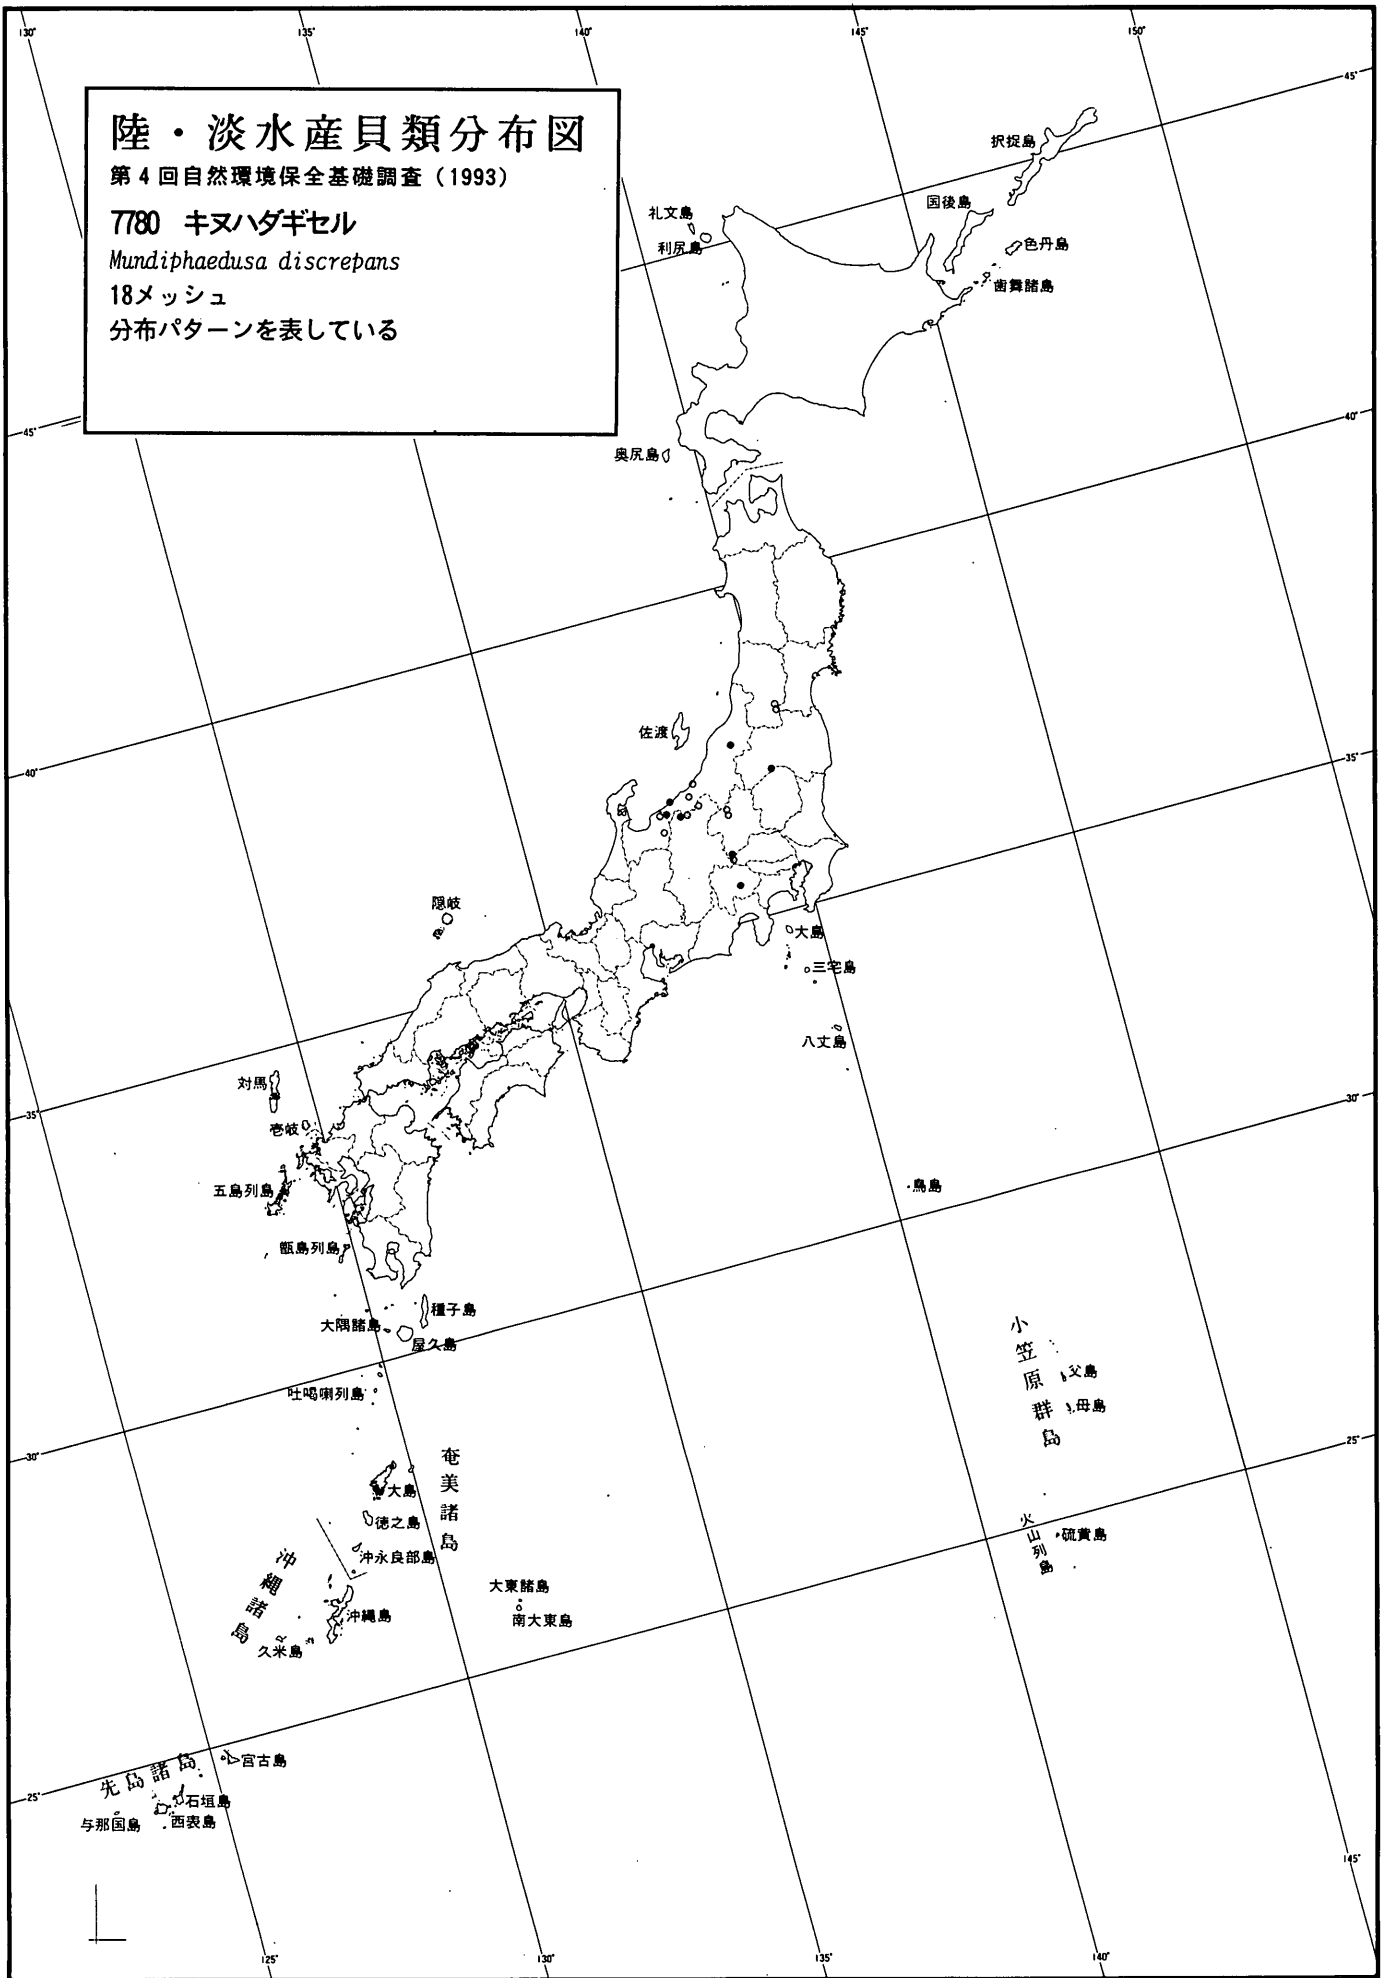 130°
135°
140°
145°
150°
陸・淡水産貝類分布図
第4回自然環境保全基礎調査(1993)
7780 キヌハダギセル
Mundiphaedusa discrepans
18メッシュ
分布パターンを表している
45°
択捉島
国後島
色丹島
歯舞諸島
礼文島
利尻島
40°
45°
奥尻島
佐渡
40°
35°
隠岐
大島
三宅島
八丈島
対馬
壱岐
35°
五島列島
甑島列島
30°
鳥島
種子島
大隅諸島
屋久島
吐噶喇列島
小笠原群島
父島
母島
30°
25°
奄美諸島
大島
徳之島
沖永良部島
火山列島
硫黄島
沖縄諸島
沖縄島
久米島
大東諸島
南大東島
先島諸島
宮古島
石垣島
西表島
与那国島
25°
145°
125°
130°
135°
140°